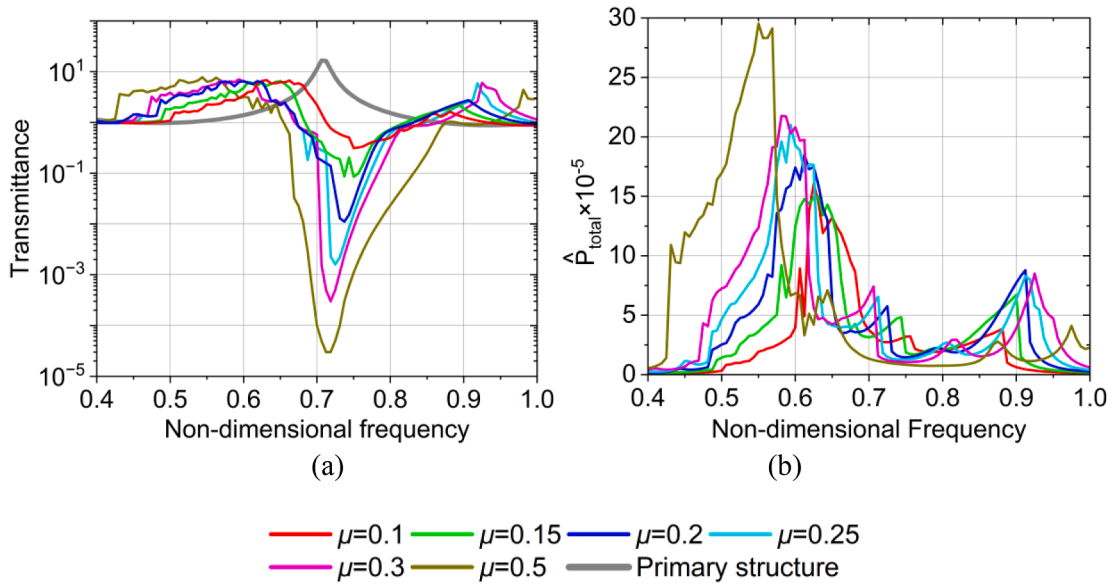 10¹
10⁻¹
10⁻³
10⁻⁵
Transmittance
0.4 0.5 0.6 0.7 0.8 0.9 1.0
Non-dimensional frequency
(a)
30
25
20
15
10
5
0
P̂total×10⁻⁵
0.4 0.5 0.6 0.7 0.8 0.9 1.0
Non-dimensional Frequency
(b)
μ=0.1 μ=0.15 μ=0.2 μ=0.25
μ=0.3 μ=0.5 Primary structure